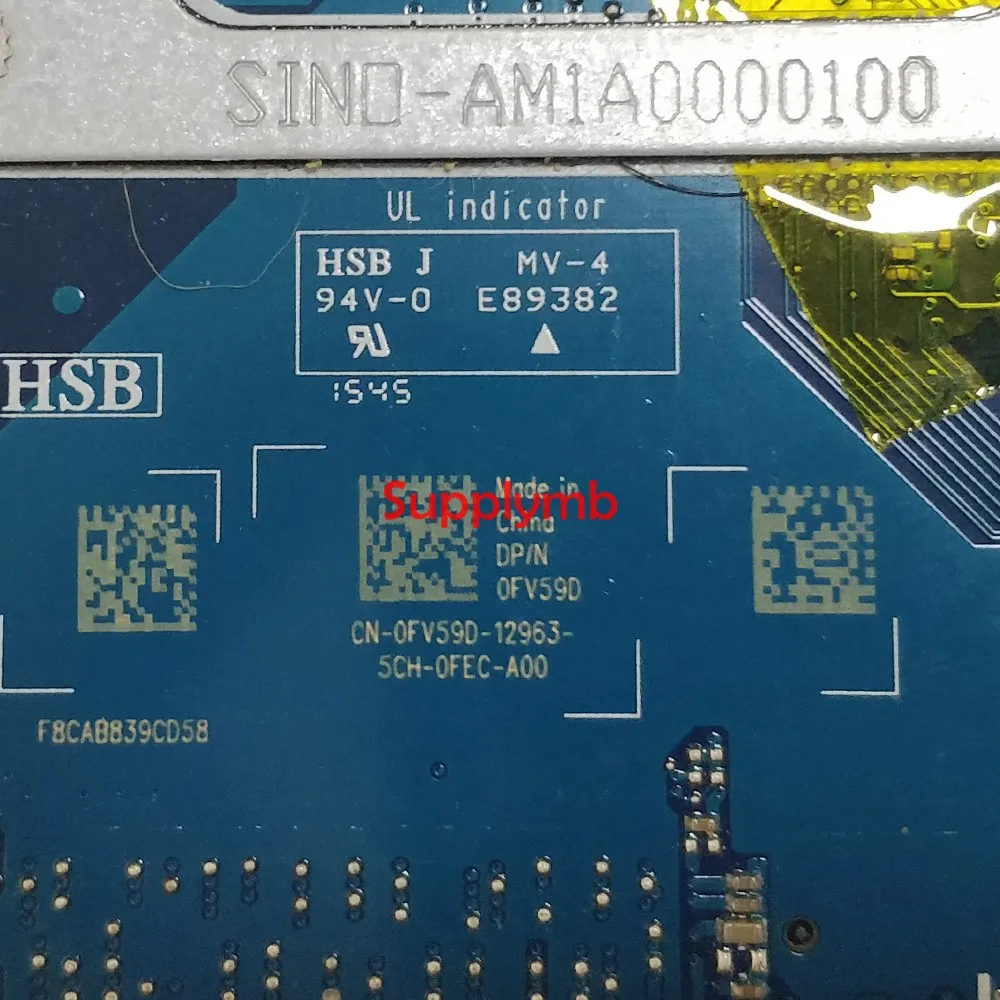 SIND-AM1A0000100
UL indicator
HSB J MV-4
94V-0 E89382
1545
HSB
Supplymb
Made in
China
DP/N
0FV59D
CN-0FV59D-12963-
5CH-0FEC-A00
F8CAB839CD58